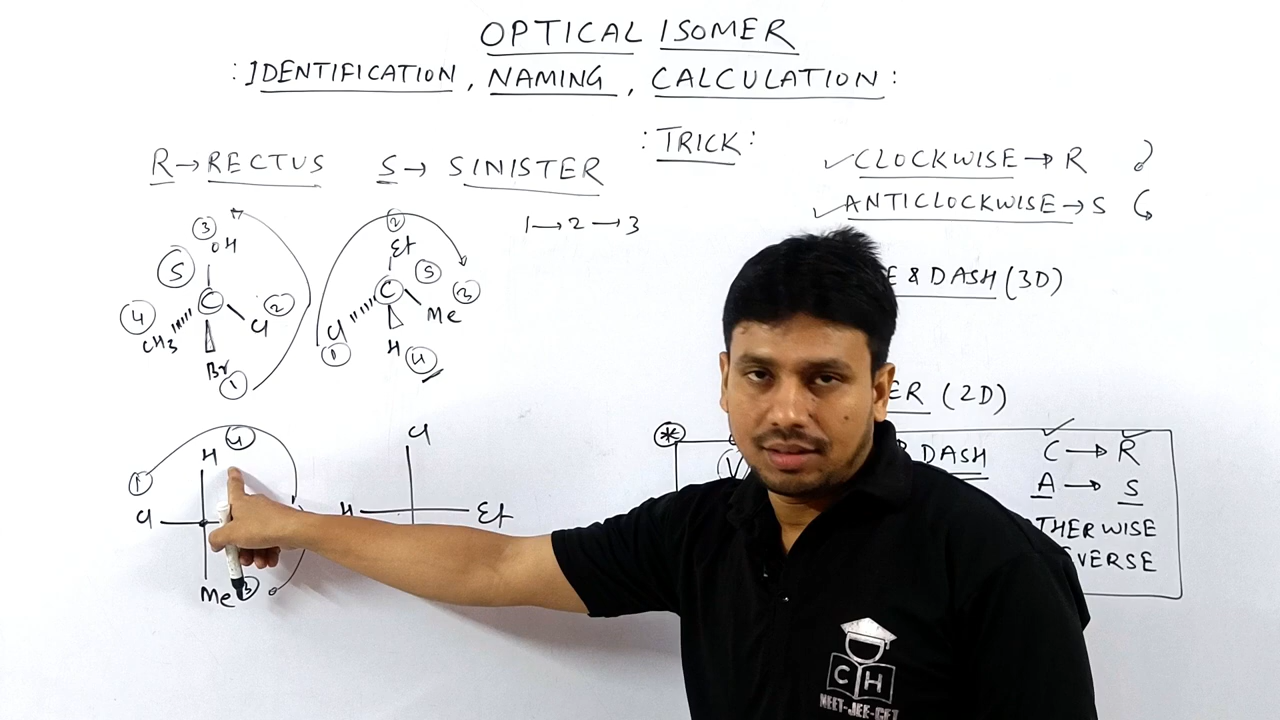 OPTICAL ISOMER
: IDENTIFICATION, NAMING, CALCULATION :
: TRICK :
R → RECTUS S → SINISTER
✓ CLOCKWISE → R
✓ ANTICLOCKWISE → S
1 → 2 → 3
3
OH
S
C
4
CH3
Cl 2
Br 1
2
Et
S
C
3
Me
Cl
1
H 4
E & DASH (3D)
ER (2D)
1
H 4
Cl
Me 3
Cl
H Et
*
V
DASH
C → R
A → S
OTHERWISE
VERSE
C H
NEET-JEE-CET